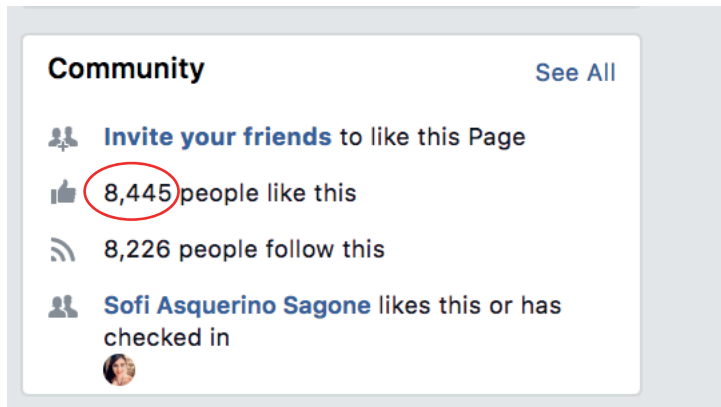 Community
See All
Invite your friends to like this Page
8,445 people like this
8,226 people follow this
Sofi Asquerino Sagone likes this or has
checked in